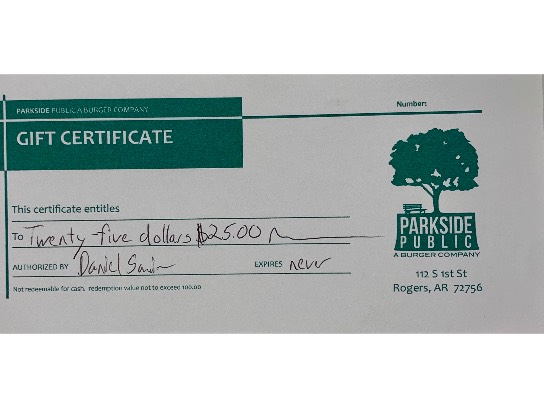 PARKSIDE PUBLIC A BURGER COMPANY
Number:
GIFT CERTIFICATE
This certificate entitles
To Twenty five dollars $25.00
AUTHORIZED BY Daniel
EXPIRES never
Not redeemable for cash. redemption value not to exceed 100.00
PARKSIDE
PUBLIC
A BURGER COMPANY
112 S 1st St
Rogers, AR 72756